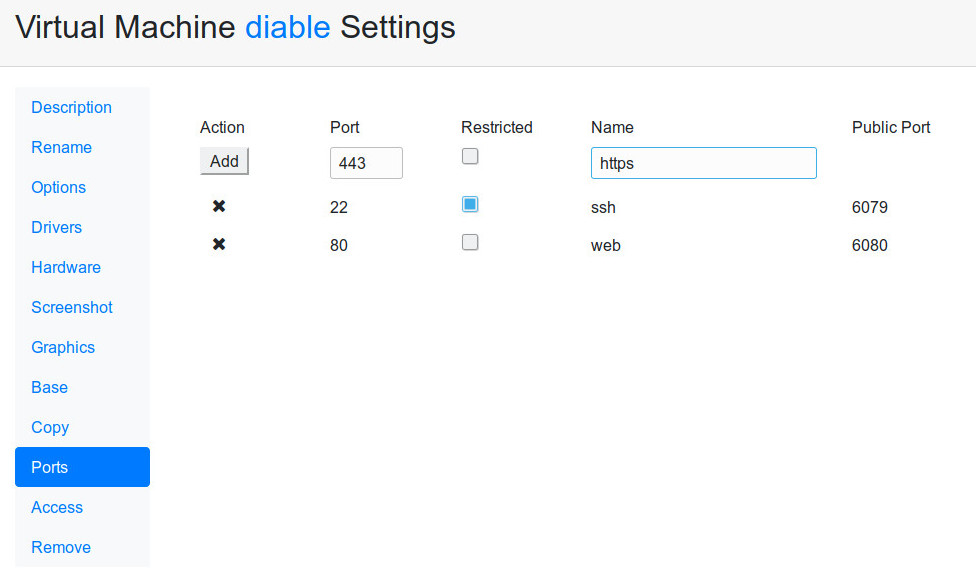 Virtual Machine diable Settings
Description
Rename
Options
Drivers
Hardware
Screenshot
Graphics
Base
Copy
Ports
Access
Remove
Action Port Restricted Name Public Port
Add 443 https
22 ssh 6079
80 web 6080